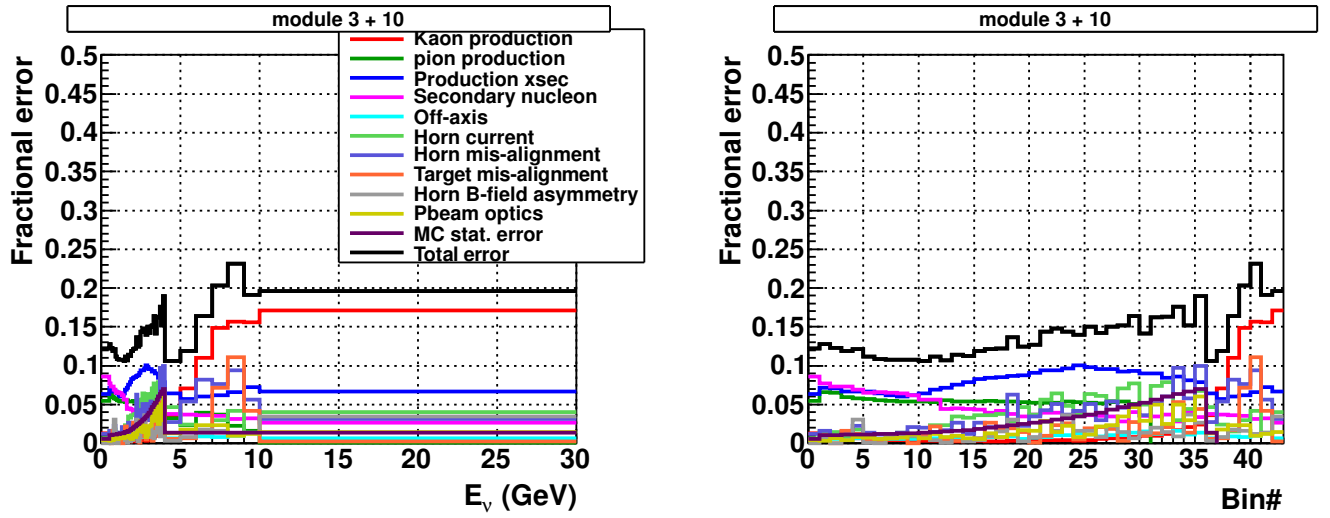 module 3 + 10
Fractional error
0.5
0.45
0.4
0.35
0.3
0.25
0.2
0.15
0.1
0.05
0
Kaon production
pion production
Production xsec
Secondary nucleon
Off-axis
Horn current
Horn mis-alignment
Target mis-alignment
Horn B-field asymmetry
Pbeam optics
MC stat. error
Total error
0 5 10 15 20 25 30
Eν (GeV)
module 3 + 10
Fractional error
0.5
0.45
0.4
0.35
0.3
0.25
0.2
0.15
0.1
0.05
0
0 5 10 15 20 25 30 35 40
Bin#